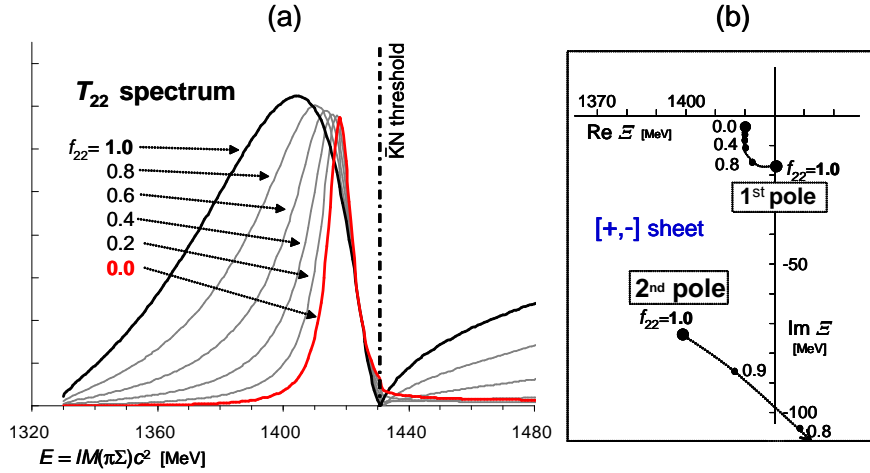 (a)
T₂₂ spectrum
f₂₂= 1.0
0.8
0.6
0.4
0.2
0.0
K̄N threshold
1320
1360
1400
1440
1480
E = IM(πΣ)c² [MeV]
(b)
1370
1400
Re Ξ [MeV]
0.0
0.4
0.8
f₂₂=1.0
1st pole
[+,-] sheet
-50
2nd pole
f₂₂=1.0
Im Ξ
[MeV]
0.9
-100
0.8